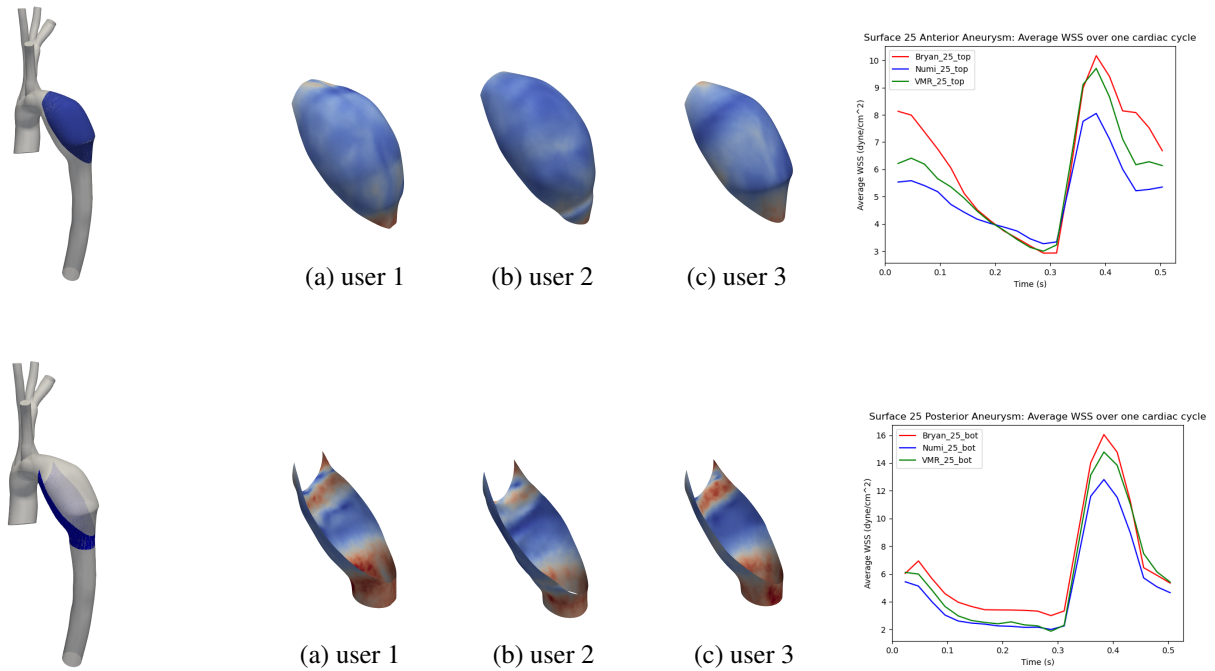 Surface 25 Anterior Aneurysm: Average WSS over one cardiac cycle
Bryan_25_top
Numi_25_top
VMR_25_top
10
9
8
7
6
5
4
3
Average WSS (dyne/cm^2)
0.0 0.1 0.2 0.3 0.4 0.5
Time (s)
(a) user 1 (b) user 2 (c) user 3
Surface 25 Posterior Aneurysm: Average WSS over one cardiac cycle
Bryan_25_bot
Numi_25_bot
VMR_25_bot
16
14
12
10
8
6
4
2
Average WSS (dyne/cm^2)
0.0 0.1 0.2 0.3 0.4 0.5
Time (s)
(a) user 1 (b) user 2 (c) user 3